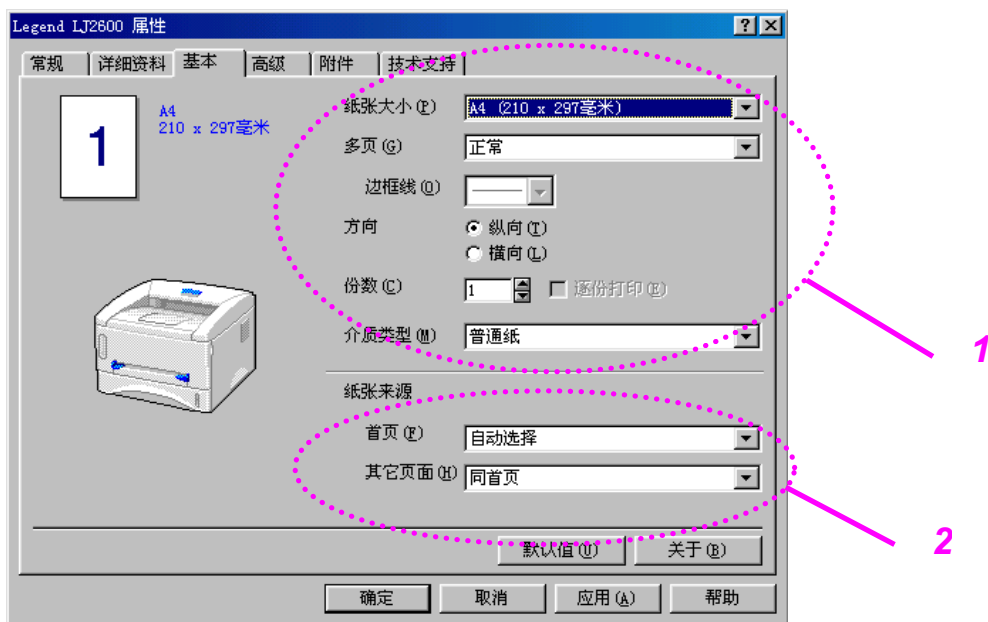 Legend LJ2600 属性
常规 详细资料 基本 高级 附件 技术支持
1
A4
210 x 297毫米
纸张大小(P) A4 (210 x 297毫米)
多页(G) 正常
边框线(O)
方向 纵向(T)
横向(L)
份数(C) 1 逐份打印(E)
介质类型(M) 普通纸
1
纸张来源
首页(F) 自动选择
其它页面(H) 同首页
2
默认值(U) 关于(B)
确定 取消 应用(A) 帮助